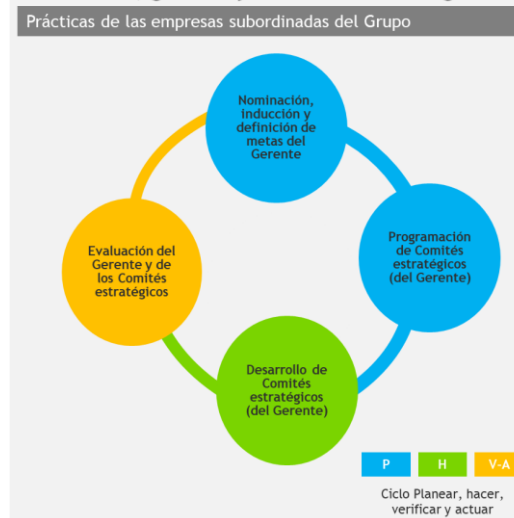 Prácticas de las empresas subordinadas del Grupo
Nominación,
inducción y
definición de
metas del
Gerente
Programación
de Comités
estratégicos
(del Gerente)
Evaluación del
Gerente y de
los Comités
estratégicos
Desarrollo de
Comités
estratégicos
(del Gerente)
P
H
V-A
Ciclo Planear, hacer,
verificar y actuar